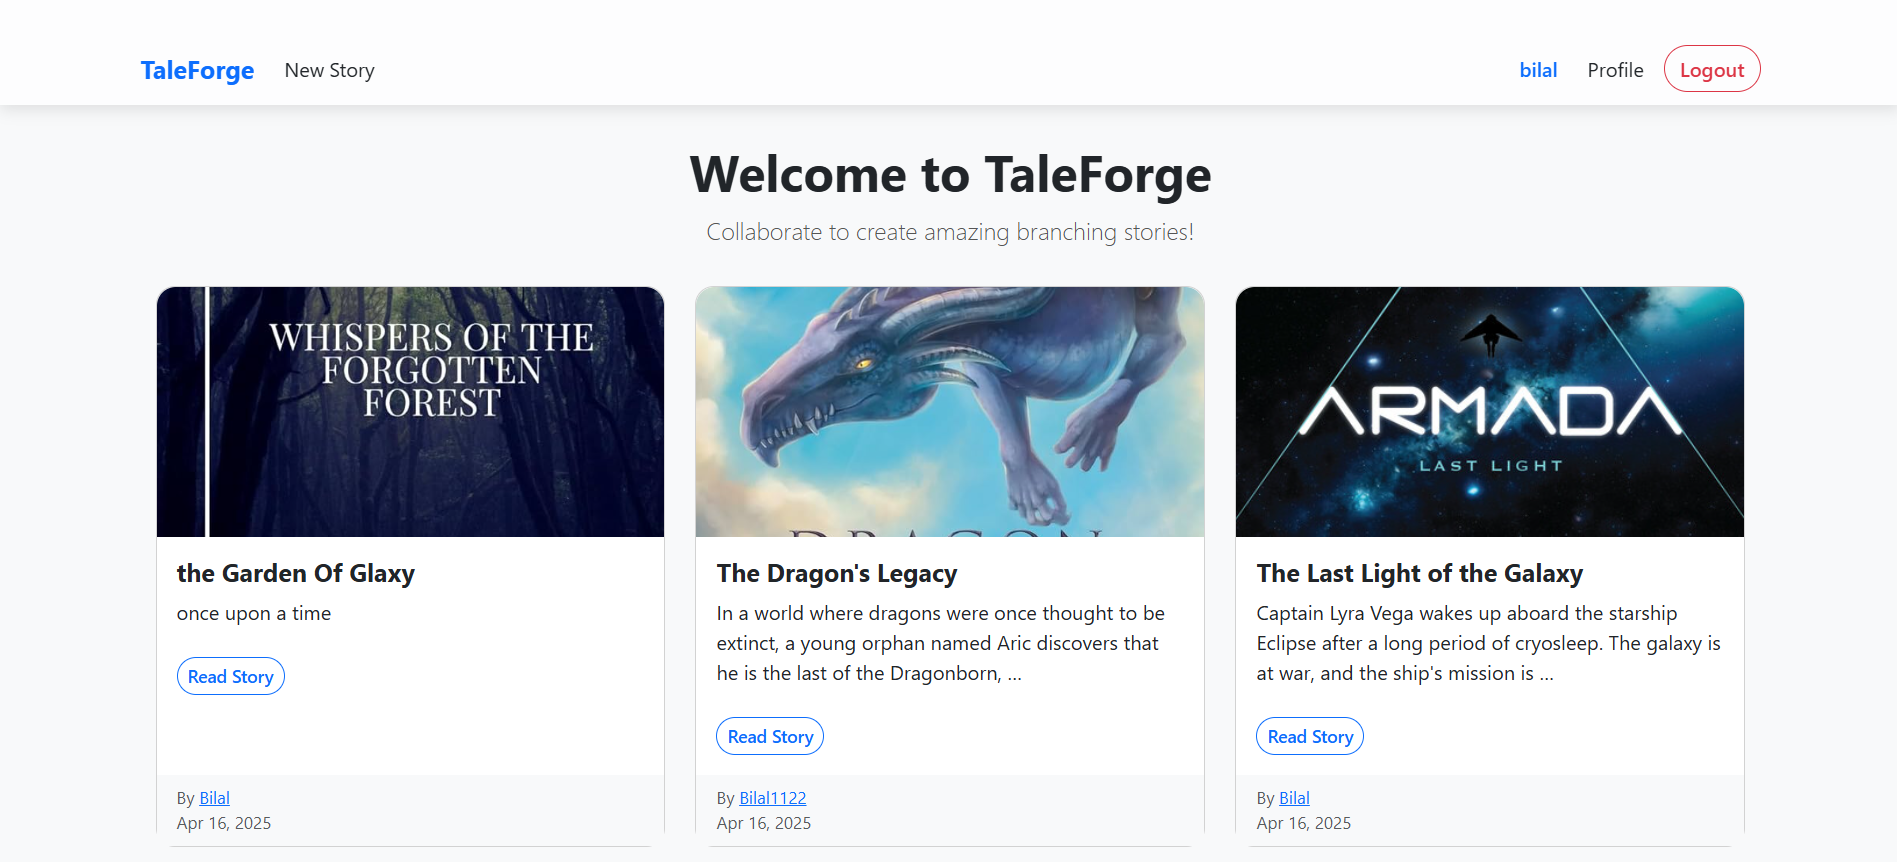 TaleForge New Story bilal Profile Logout
Welcome to TaleForge
Collaborate to create amazing branching stories!
WHISPERS OF THE
FORGOTTEN
FOREST
the Garden Of Glaxy
once upon a time
Read Story
By Bilal
Apr 16, 2025
DRAGON
The Dragon's Legacy
In a world where dragons were once thought to be
extinct, a young orphan named Aric discovers that
he is the last of the Dragonborn, ...
Read Story
By Bilal1122
Apr 16, 2025
ARMADA
LAST LIGHT
The Last Light of the Galaxy
Captain Lyra Vega wakes up aboard the starship
Eclipse after a long period of cryosleep. The galaxy is
at war, and the ship's mission is ...
Read Story
By Bilal
Apr 16, 2025